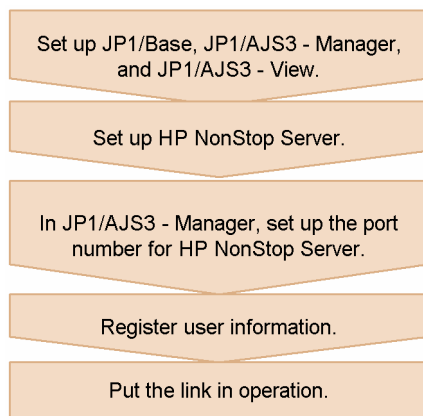 Set up JP1/Base, JP1/AJS3 - Manager,
and JP1/AJS3 - View.
Set up HP NonStop Server.
In JP1/AJS3 - Manager, set up the port
number for HP NonStop Server.
Register user information.
Put the link in operation.